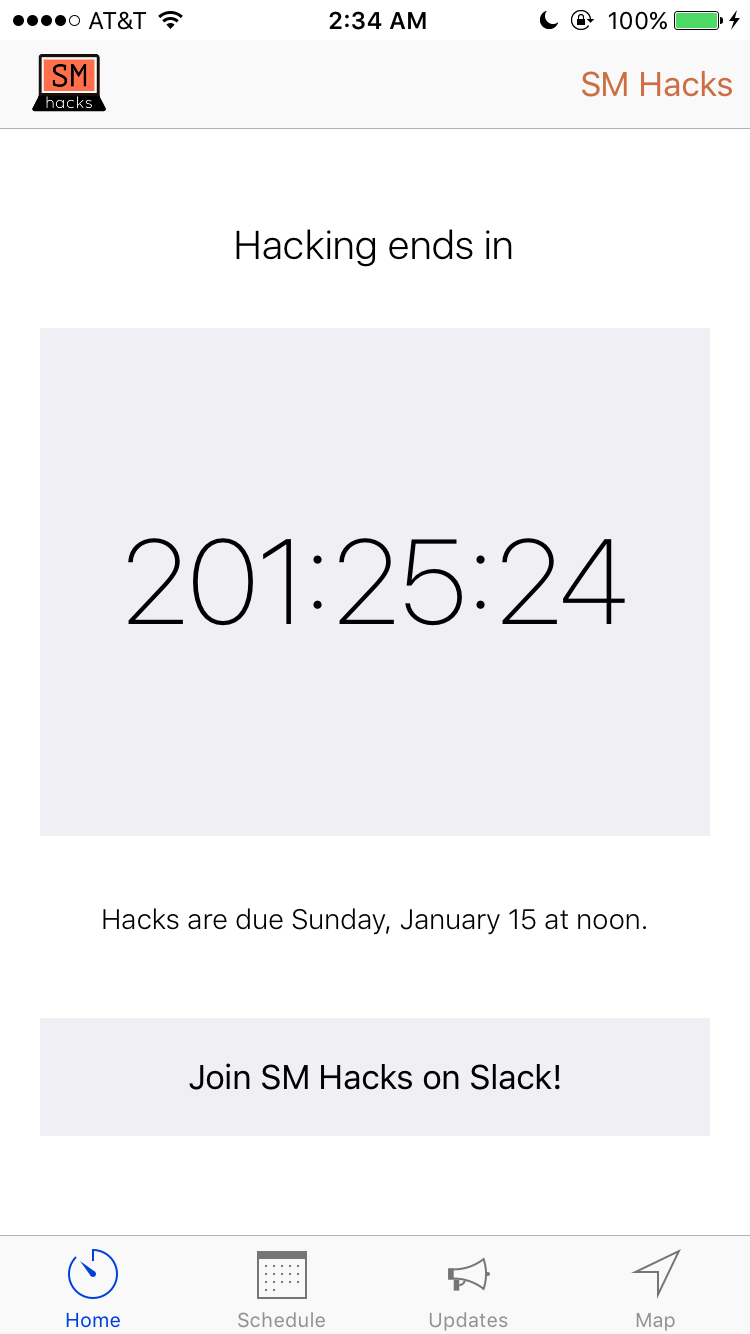 AT&T 2:34 AM 100%
SM
hacks
SM Hacks
Hacking ends in
201:25:24
Hacks are due Sunday, January 15 at noon.
Join SM Hacks on Slack!
Home Schedule Updates Map